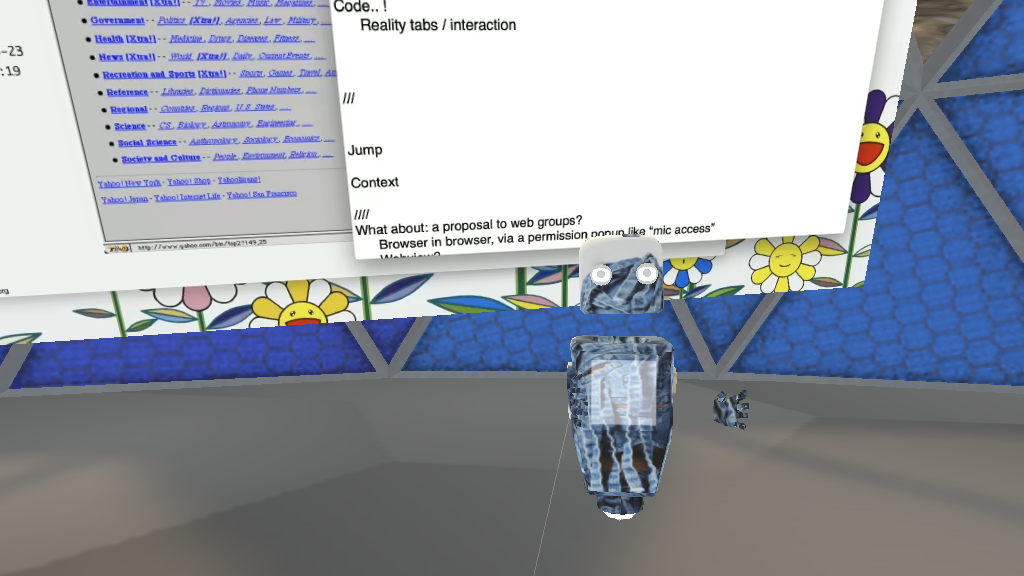 -23
:19
Entertainment [Xtra!] -- TV, Movies, Music, Magazines, ...
Government -- Politics [Xtra!], Agencies, Law, Military, ...
Health [Xtra!] -- Medicine, Drugs, Diseases, Fitness, ...
News [Xtra!] -- World [Xtra!], Daily, Current Events, ...
Recreation and Sports [Xtra!] -- Sports, Games, Travel,
Reference -- Libraries, Dictionaries, Phone Numbers, ...
Regional -- Countries, Regions, U.S. States, ...
Science -- CS, Biology, Astronomy, Engineering, ...
Social Science -- Anthropology, Sociology, Economics, ...
Society and Culture -- People, Environment, Religion, ...
Yahoo! New York - Yahoo! Shop - Yahooligans!
Yahoo! Japan - Yahoo! Internet Life - Yahoo! San Francisco
Code.. !
Reality tabs / interaction
///
Jump
Context
////
What about: a proposal to web groups?
Browser in browser, via a permission popup like “mic access”
Webview?